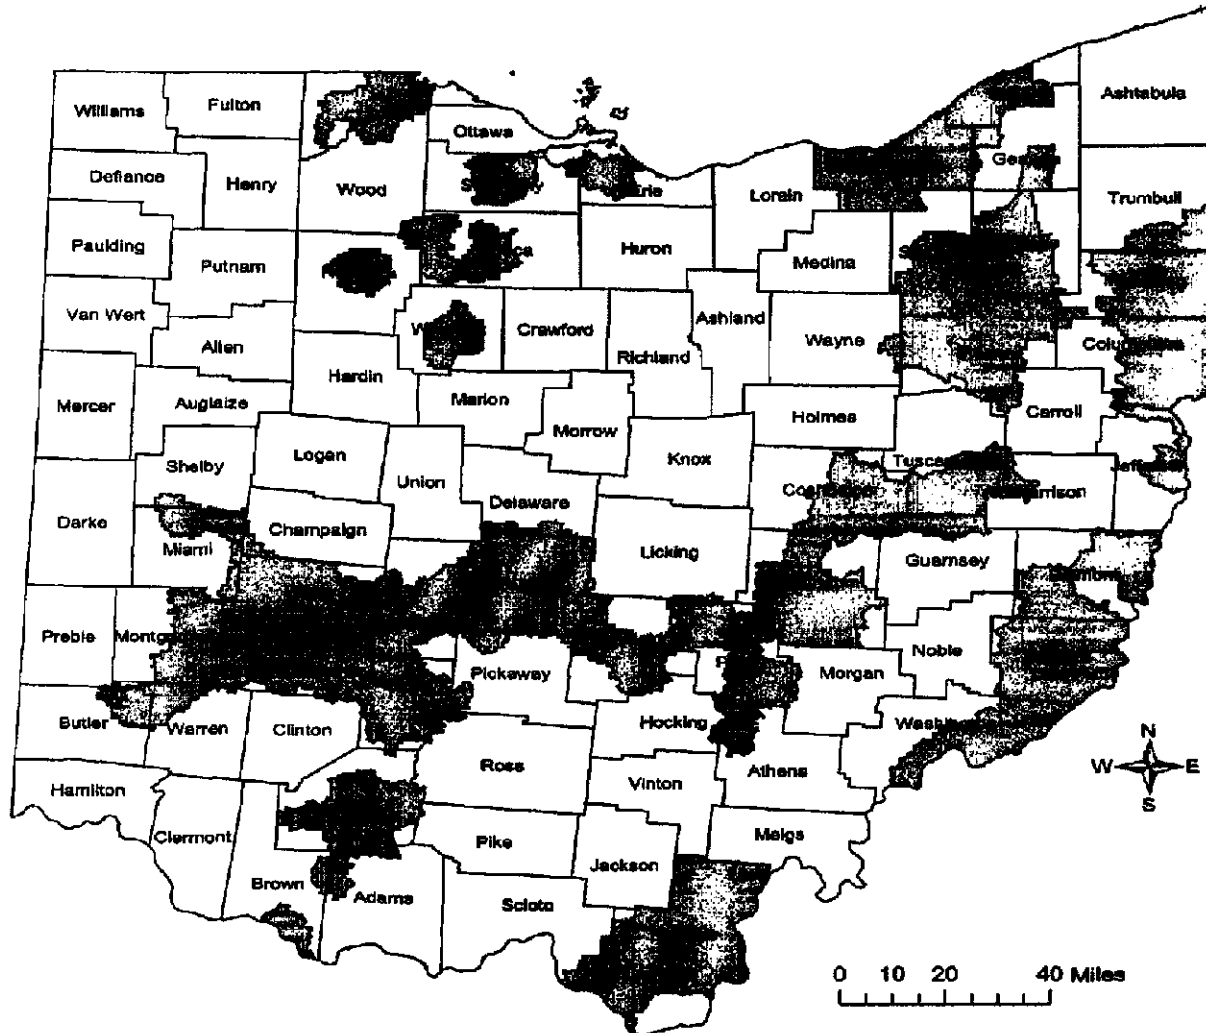 Ashtabula
Williams
Fulton
Ottawa
Defiance
Henry
Wood
Erie
Lorain
Trumbull
Paulding
Putnam
Huron
Medina
Van Wert
Allen
Crawford
Ashland
Wayne
Richland
Hardin
Mercer
Auglaize
Marion
Morrow
Holmes
Carroll
Shelby
Logan
Knox
Union
Delaware
Darke
Champaign
Miami
Licking
Guernsey
Preble
Noble
Pickaway
Morgan
Butler
Warren
Clinton
Hocking
N
W E
S
Ross
Athens
Hamilton
Vinton
Clermont
Pike
Meigs
Jackson
Brown
Adams
Scioto
0 10 20 40 Miles